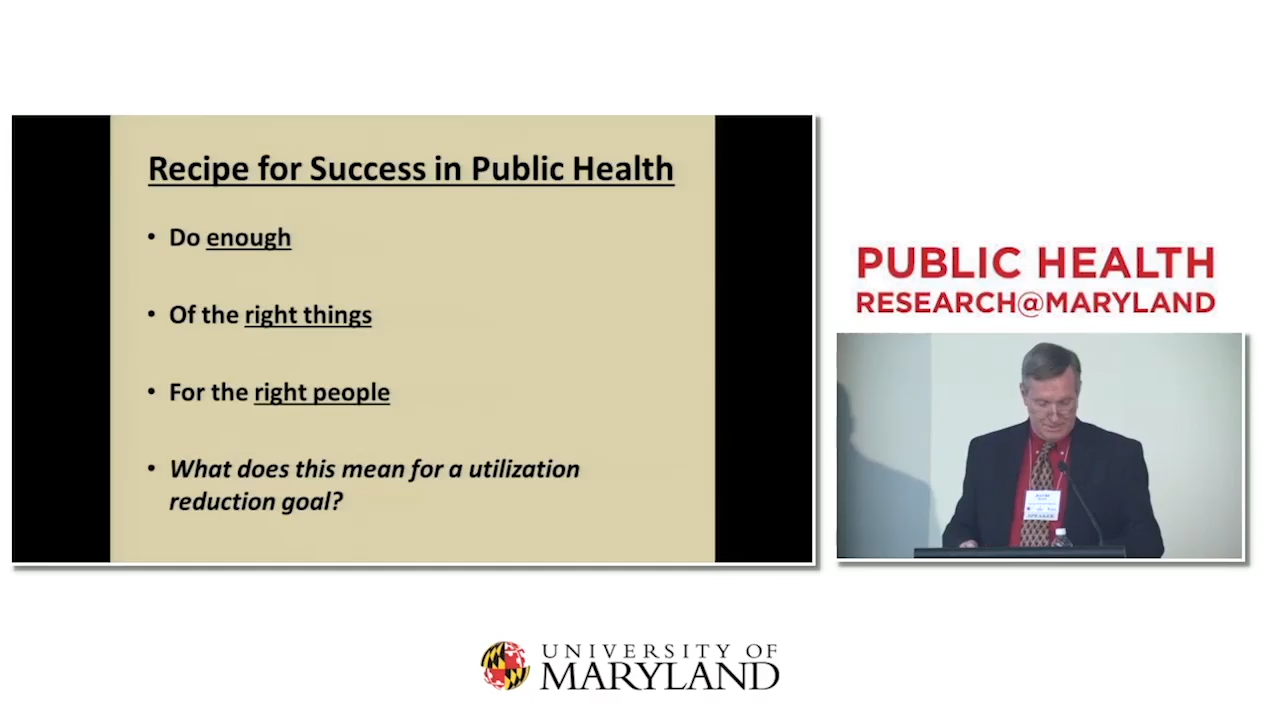 Recipe for Success in Public Health
• Do enough
• Of the right things
• For the right people
• What does this mean for a utilization
reduction goal?
PUBLIC HEALTH
RESEARCH@MARYLAND
SPEAKER
UNIVERSITY OF
MARYLAND